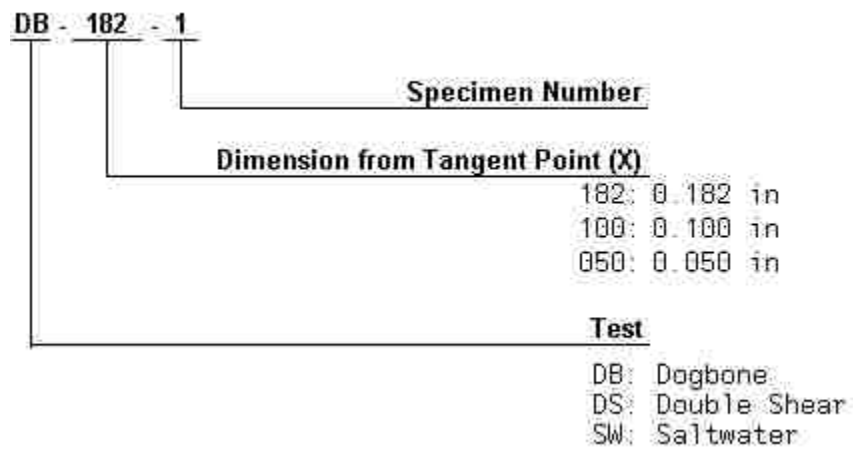 DB - 182 - 1
Specimen Number
Dimension from Tangent Point (X)
182: 0.182 in
100: 0.100 in
050: 0.050 in
Test
DB: Dogbone
DS: Double Shear
SW: Saltwater